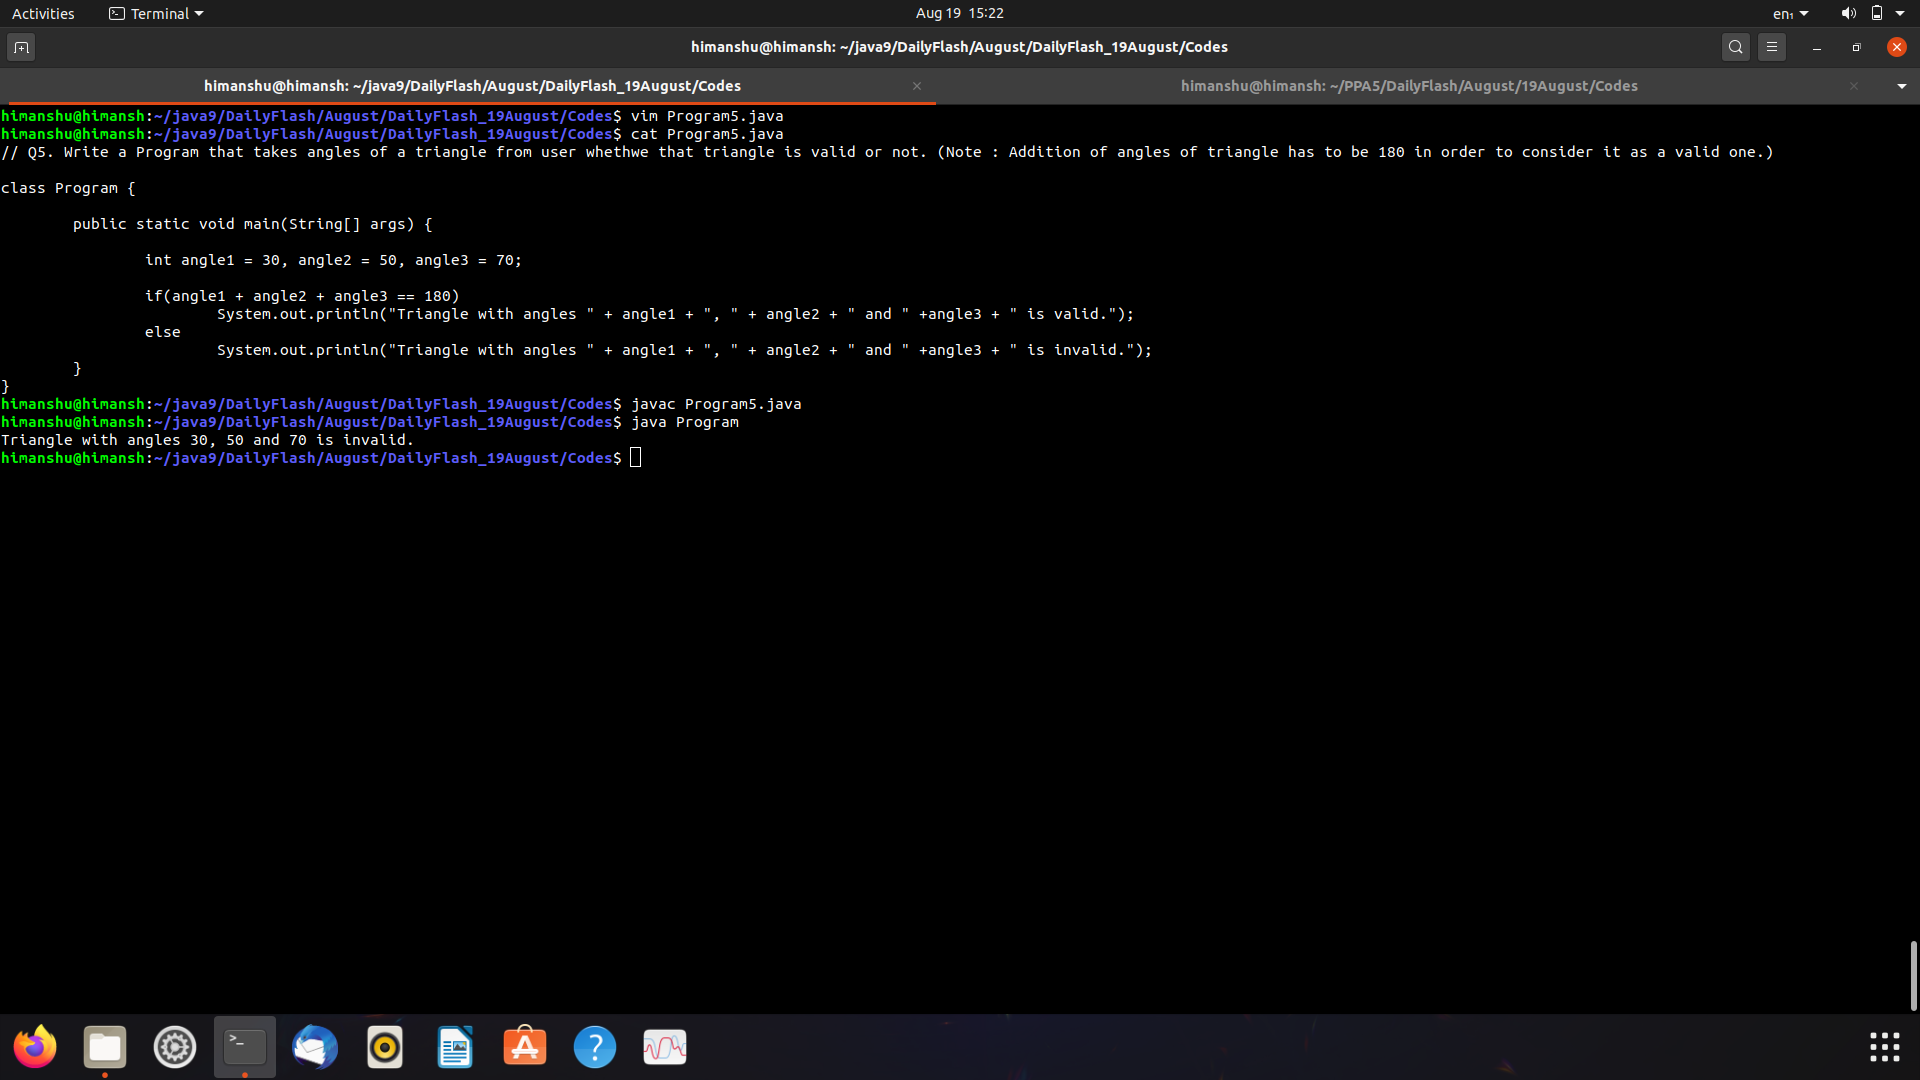 Activities Terminal Aug 19 15:22 en₁
himanshu@himansh: ~/java9/DailyFlash/August/DailyFlash_19August/Codes
himanshu@himansh: ~/java9/DailyFlash/August/DailyFlash_19August/Codes himanshu@himansh: ~/PPA5/DailyFlash/August/19August/Codes
himanshu@himansh:~/java9/DailyFlash/August/DailyFlash_19August/Codes$ vim Program5.java
himanshu@himansh:~/java9/DailyFlash/August/DailyFlash_19August/Codes$ cat Program5.java
// Q5. Write a Program that takes angles of a triangle from user whethwe that triangle is valid or not. (Note : Addition of angles of triangle has to be 180 in order to consider it as a valid one.)
class Program {
public static void main(String[] args) {
int angle1 = 30, angle2 = 50, angle3 = 70;
if(angle1 + angle2 + angle3 == 180)
System.out.println("Triangle with angles " + angle1 + ", " + angle2 + " and " +angle3 + " is valid.");
else
System.out.println("Triangle with angles " + angle1 + ", " + angle2 + " and " +angle3 + " is invalid.");
}
}
himanshu@himansh:~/java9/DailyFlash/August/DailyFlash_19August/Codes$ javac Program5.java
himanshu@himansh:~/java9/DailyFlash/August/DailyFlash_19August/Codes$ java Program
Triangle with angles 30, 50 and 70 is invalid.
himanshu@himansh:~/java9/DailyFlash/August/DailyFlash_19August/Codes$